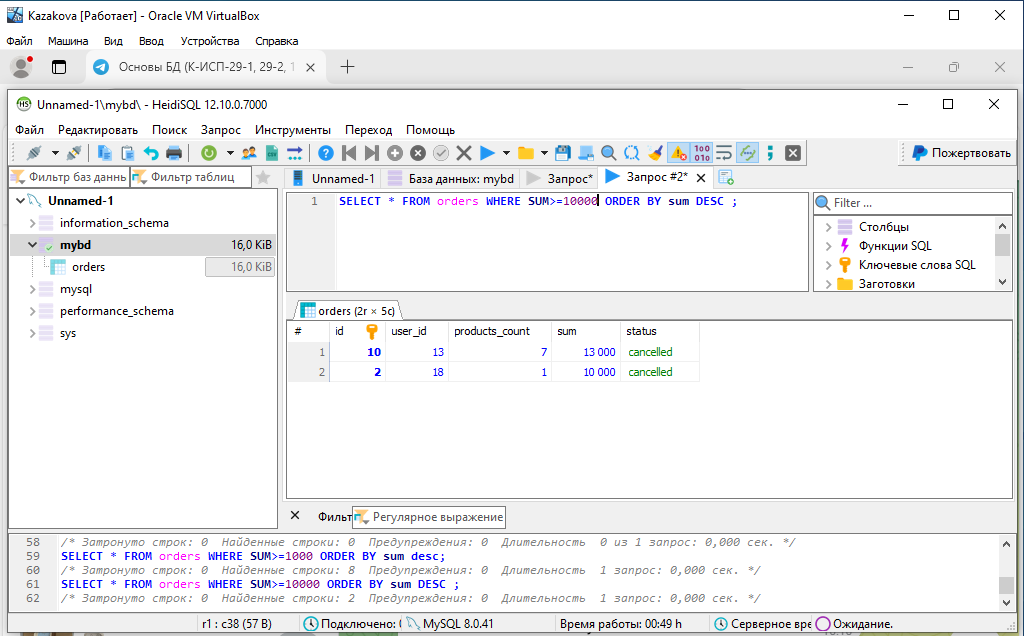 Kazakova [Работает] - Oracle VM VirtualBox
Файл Машина Вид Ввод Устройства Справка
Основы БД (К-ИСП-29-1, 29-2, 1
Unnamed-1\mybd\ - HeidiSQL 12.10.0.7000
Файл Редактировать Поиск Запрос Инструменты Переход Помощь
Пожертвовать
Фильтр баз даннь Фильтр таблиц
Unnamed-1 База данных: mybd Запрос* Запрос #2*
Unnamed-1
information_schema
mybd 16,0 KiB
orders 16,0 KiB
mysql
performance_schema
sys
1 SELECT * FROM orders WHERE SUM>=10000 ORDER BY sum DESC ;
Filter ...
Столбцы
Функции SQL
Ключевые слова SQL
Заготовки
orders (2r × 5c)
# id user_id products_count sum status
1 10 13 7 13 000 cancelled
2 2 18 1 10 000 cancelled
Фильт Регулярное выражение
58 /* Затронуто строк: 0 Найденные строки: 0 Предупреждения: 0 Длительность 0 из 1 запрос: 0,000 сек. */
59 SELECT * FROM orders WHERE SUM>=1000 ORDER BY sum desc;
60 /* Затронуто строк: 0 Найденные строки: 8 Предупреждения: 0 Длительность 1 запрос: 0,000 сек. */
61 SELECT * FROM orders WHERE SUM>=10000 ORDER BY sum DESC ;
62 /* Затронуто строк: 0 Найденные строки: 2 Предупреждения: 0 Длительность 1 запрос: 0,000 сек. */
r1 : c38 (57 B) Подключено: MySQL 8.0.41 Время работы: 00:49 h Серверное вре Ожидание.